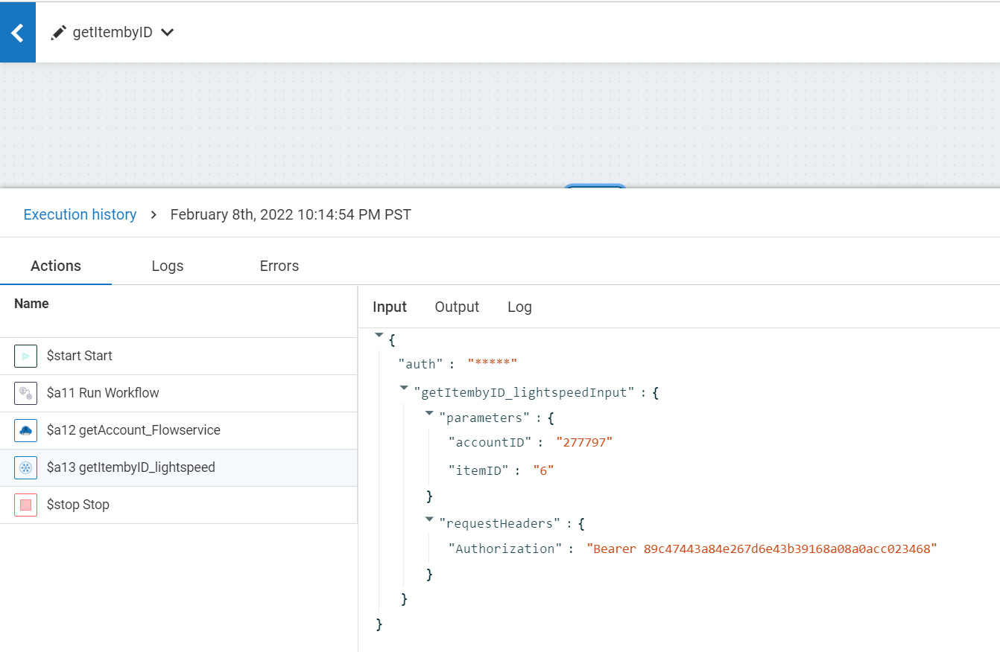 getItembyID
Execution history > February 8th, 2022 10:14:54 PM PST
Actions Logs Errors
Name
$start Start
$a11 Run Workflow
$a12 getAccount_Flowservice
$a13 getItembyID_lightspeed
$stop Stop
Input Output Log
{
"auth" : "*****"
"getItembyID_lightspeedInput" : {
"parameters" : {
"accountID" : "277797"
"itemID" : "6"
}
"requestHeaders" : {
"Authorization" : "Bearer 89c47443a84e267d6e43b39168a08a0acc023468"
}
}
}